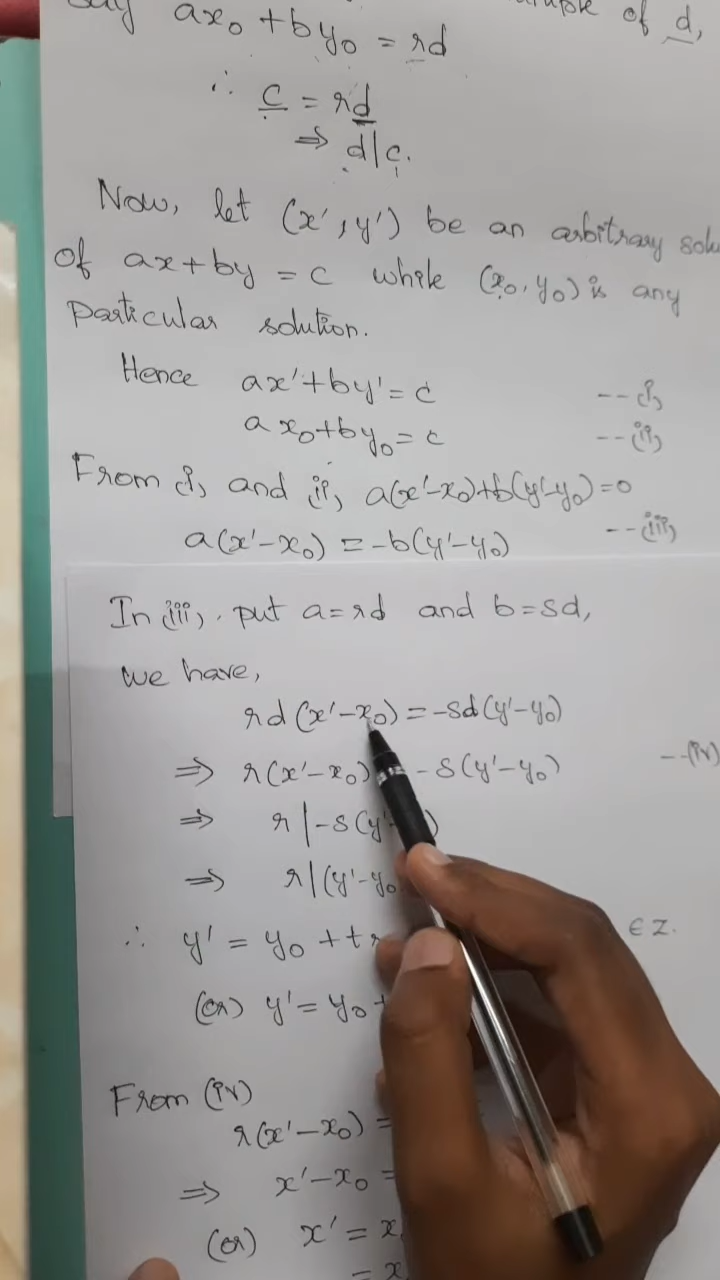 ax₀ + by₀ = rd
of d,
∴ c = rd
⇒ d|c.
Now, let (x', y') be an arbitrary
of ax + by = c while (x₀, y₀) is any
Particular solution.
Hence ax' + by' = c --(i)
ax₀ + by₀ = c --(ii)
From (i) and (ii), a(x'-x₀)+b(y'-y₀)=0
a(x'-x₀) = -b(y'-y₀) --(iii)
In (iii), put a=rd and b=sd,
we have,
rd(x'-x₀) = -sd(y'-y₀)
⇒ r(x'-x₀) -s(y'-y₀) --(iv)
⇒ r|-s(y'
⇒ r|(y'-y₀
∴ y' = y₀ + t ∈ Z.
(or) y' = y₀ +
From (iv)
r(x'-x₀) =
⇒ x'-x₀ =
(or) x' = x
= x